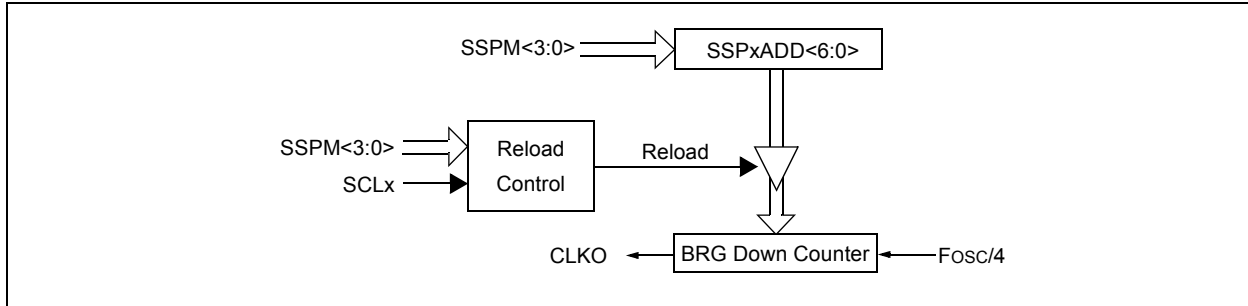 SSPM<3:0>
SSPxADD<6:0>
SSPM<3:0>
SCLx
Reload
Control
Reload
CLKO
BRG Down Counter
FOSC/4